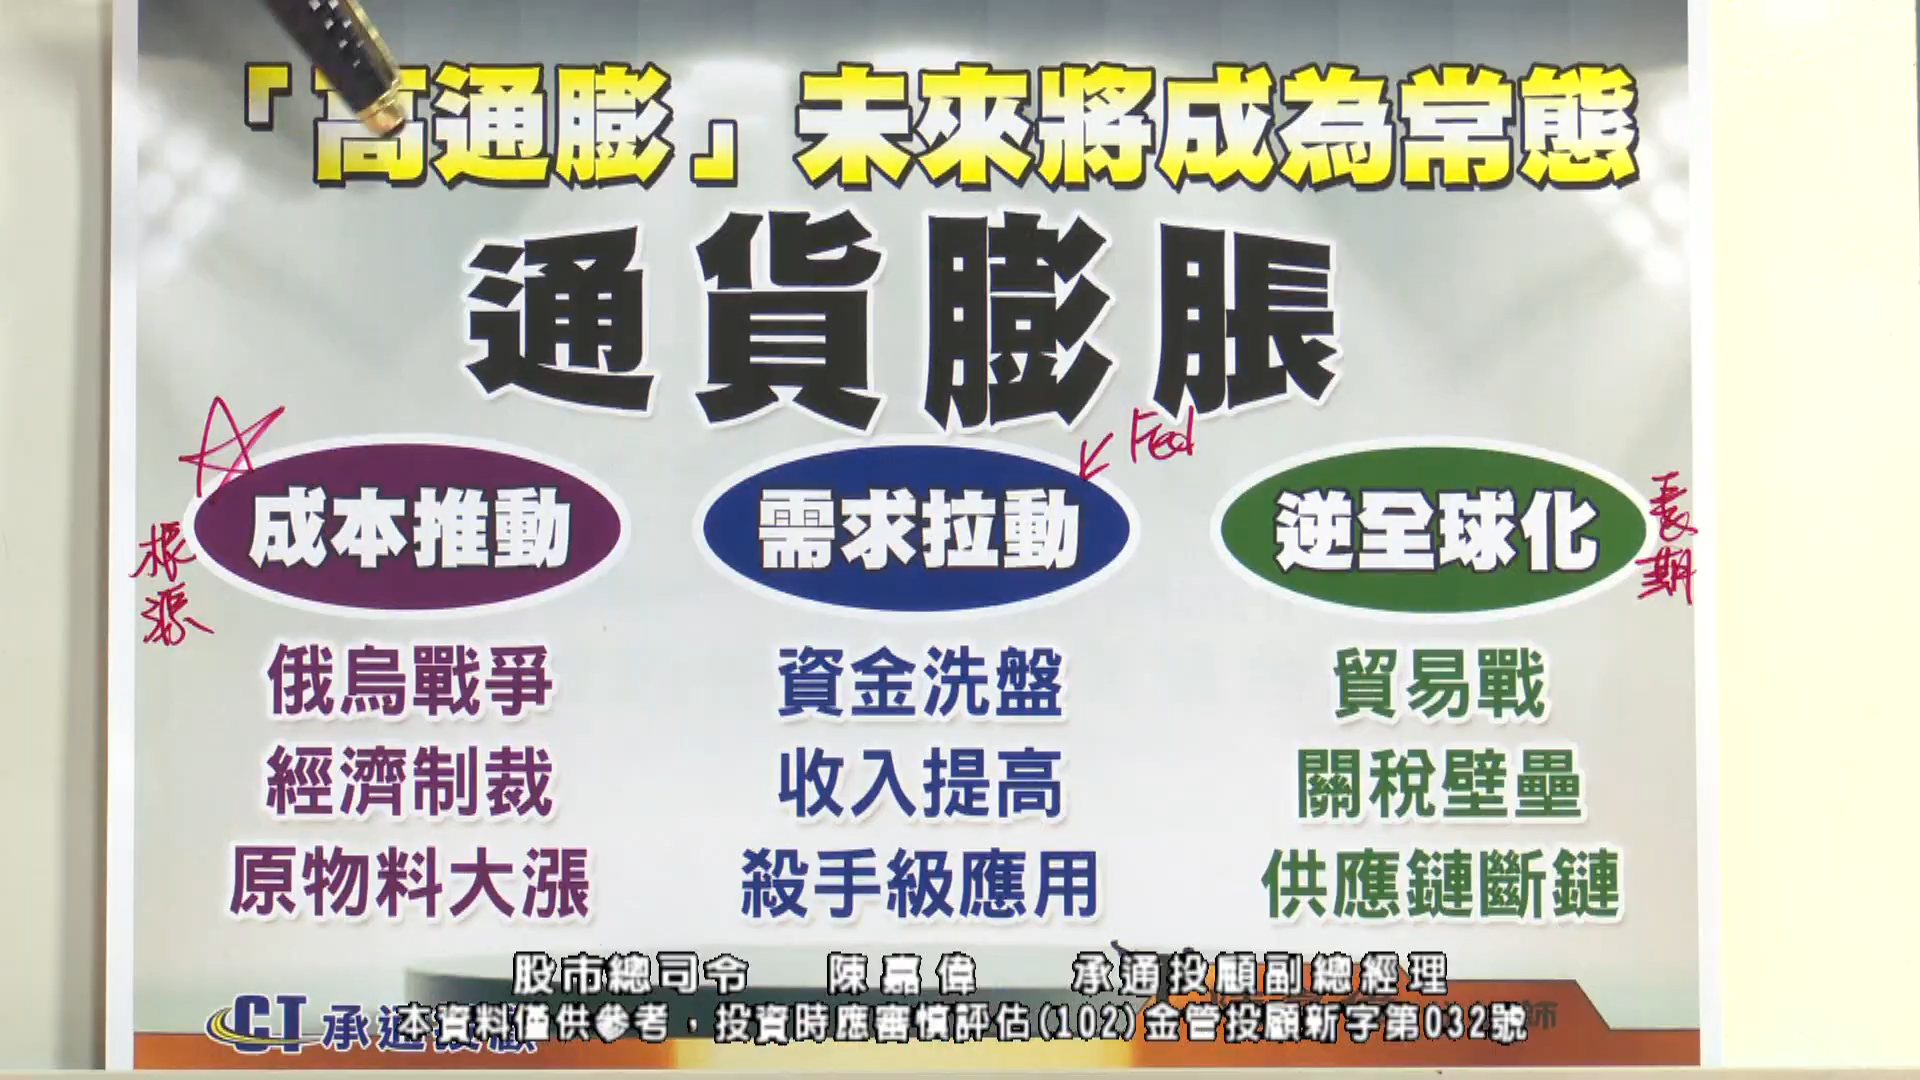 「高通膨」未來將成為常態
通貨膨脹
Fed
成本推動 需求拉動 逆全球化
根源
長期
俄烏戰爭 資金洗盤 貿易戰
經濟制裁 收入提高 關稅壁壘
原物料大漲 殺手級應用 供應鏈斷鏈
股市總司令 陳嘉偉 承通投顧副總經理
CT 承通投顧
本資料僅供參考，投資時應審慎評估(102)金管投顧新字第032號
師